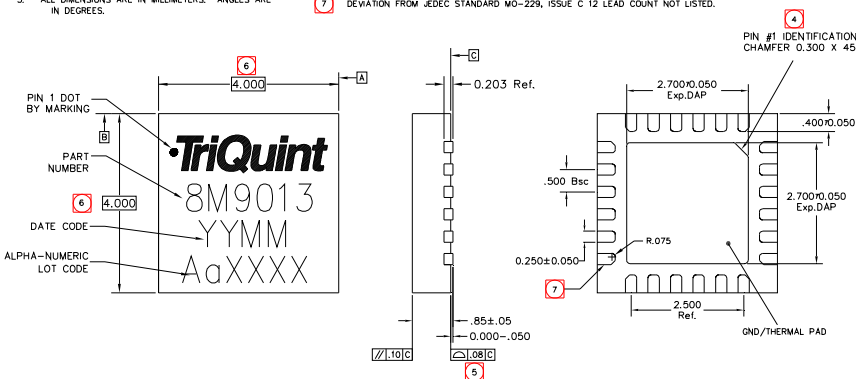 3. ALL DIMENSIONS ARE IN MILLIMETERS. ANGLES ARE
IN DEGREES.
7 DEVIATION FROM JEDEC STANDARD MO-229, ISSUE C 12 LEAD COUNT NOT LISTED.
4
PIN #1 IDENTIFICATION
CHAMFER 0.300 X 45
6
4.000
A
C
0.203 Ref.
2.700±0.050
Exp.DAP
.400±0.050
PIN 1 DOT
BY MARKING
B
TriQuint
PART
NUMBER
8M9013
.500 Bsc
2.700±0.050
Exp.DAP
6
4.000
DATE CODE
YYMM
R.075
ALPHA-NUMERIC
LOT CODE
AaXXXX
0.250±0.050
7
2.500
Ref.
.85±.05
0.000-.050
GND/THERMAL PAD
// .10 C
⌓ .08 C
5